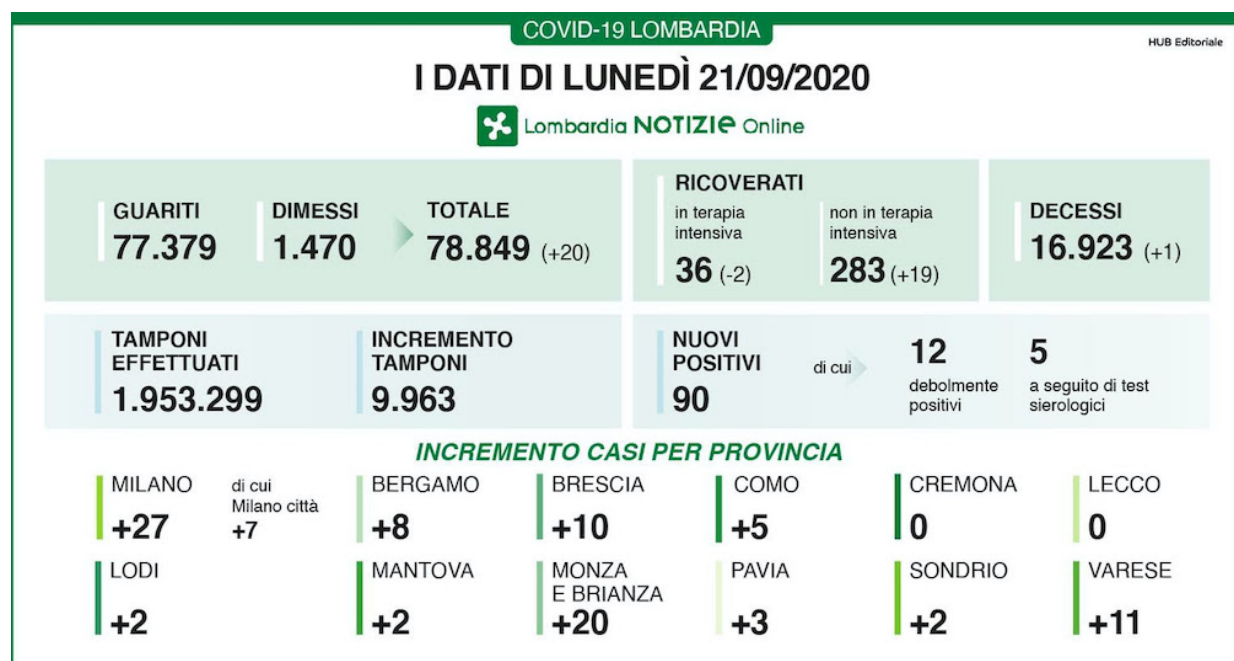 COVID-19 LOMBARDIA
HUB Editoriale
I DATI DI LUNEDÌ 21/09/2020
Lombardia NOTIZIE Online
GUARITI
77.379
DIMESSI
1.470
TOTALE
78.849 (+20)
RICOVERATI
in terapia
intensiva
36 (-2)
non in terapia
intensiva
283 (+19)
DECESSI
16.923 (+1)
TAMPONI
EFFETTUATI
1.953.299
INCREMENTO
TAMPONI
9.963
NUOVI
POSITIVI
90
di cui
12
debolmente
positivi
5
a seguito di test
sierologici
INCREMENTO CASI PER PROVINCIA
MILANO
+27
di cui
Milano città
+7
BERGAMO
+8
BRESCIA
+10
COMO
+5
CREMONA
0
LECCO
0
LODI
+2
MANTOVA
+2
MONZA
E BRIANZA
+20
PAVIA
+3
SONDRIO
+2
VARESE
+11